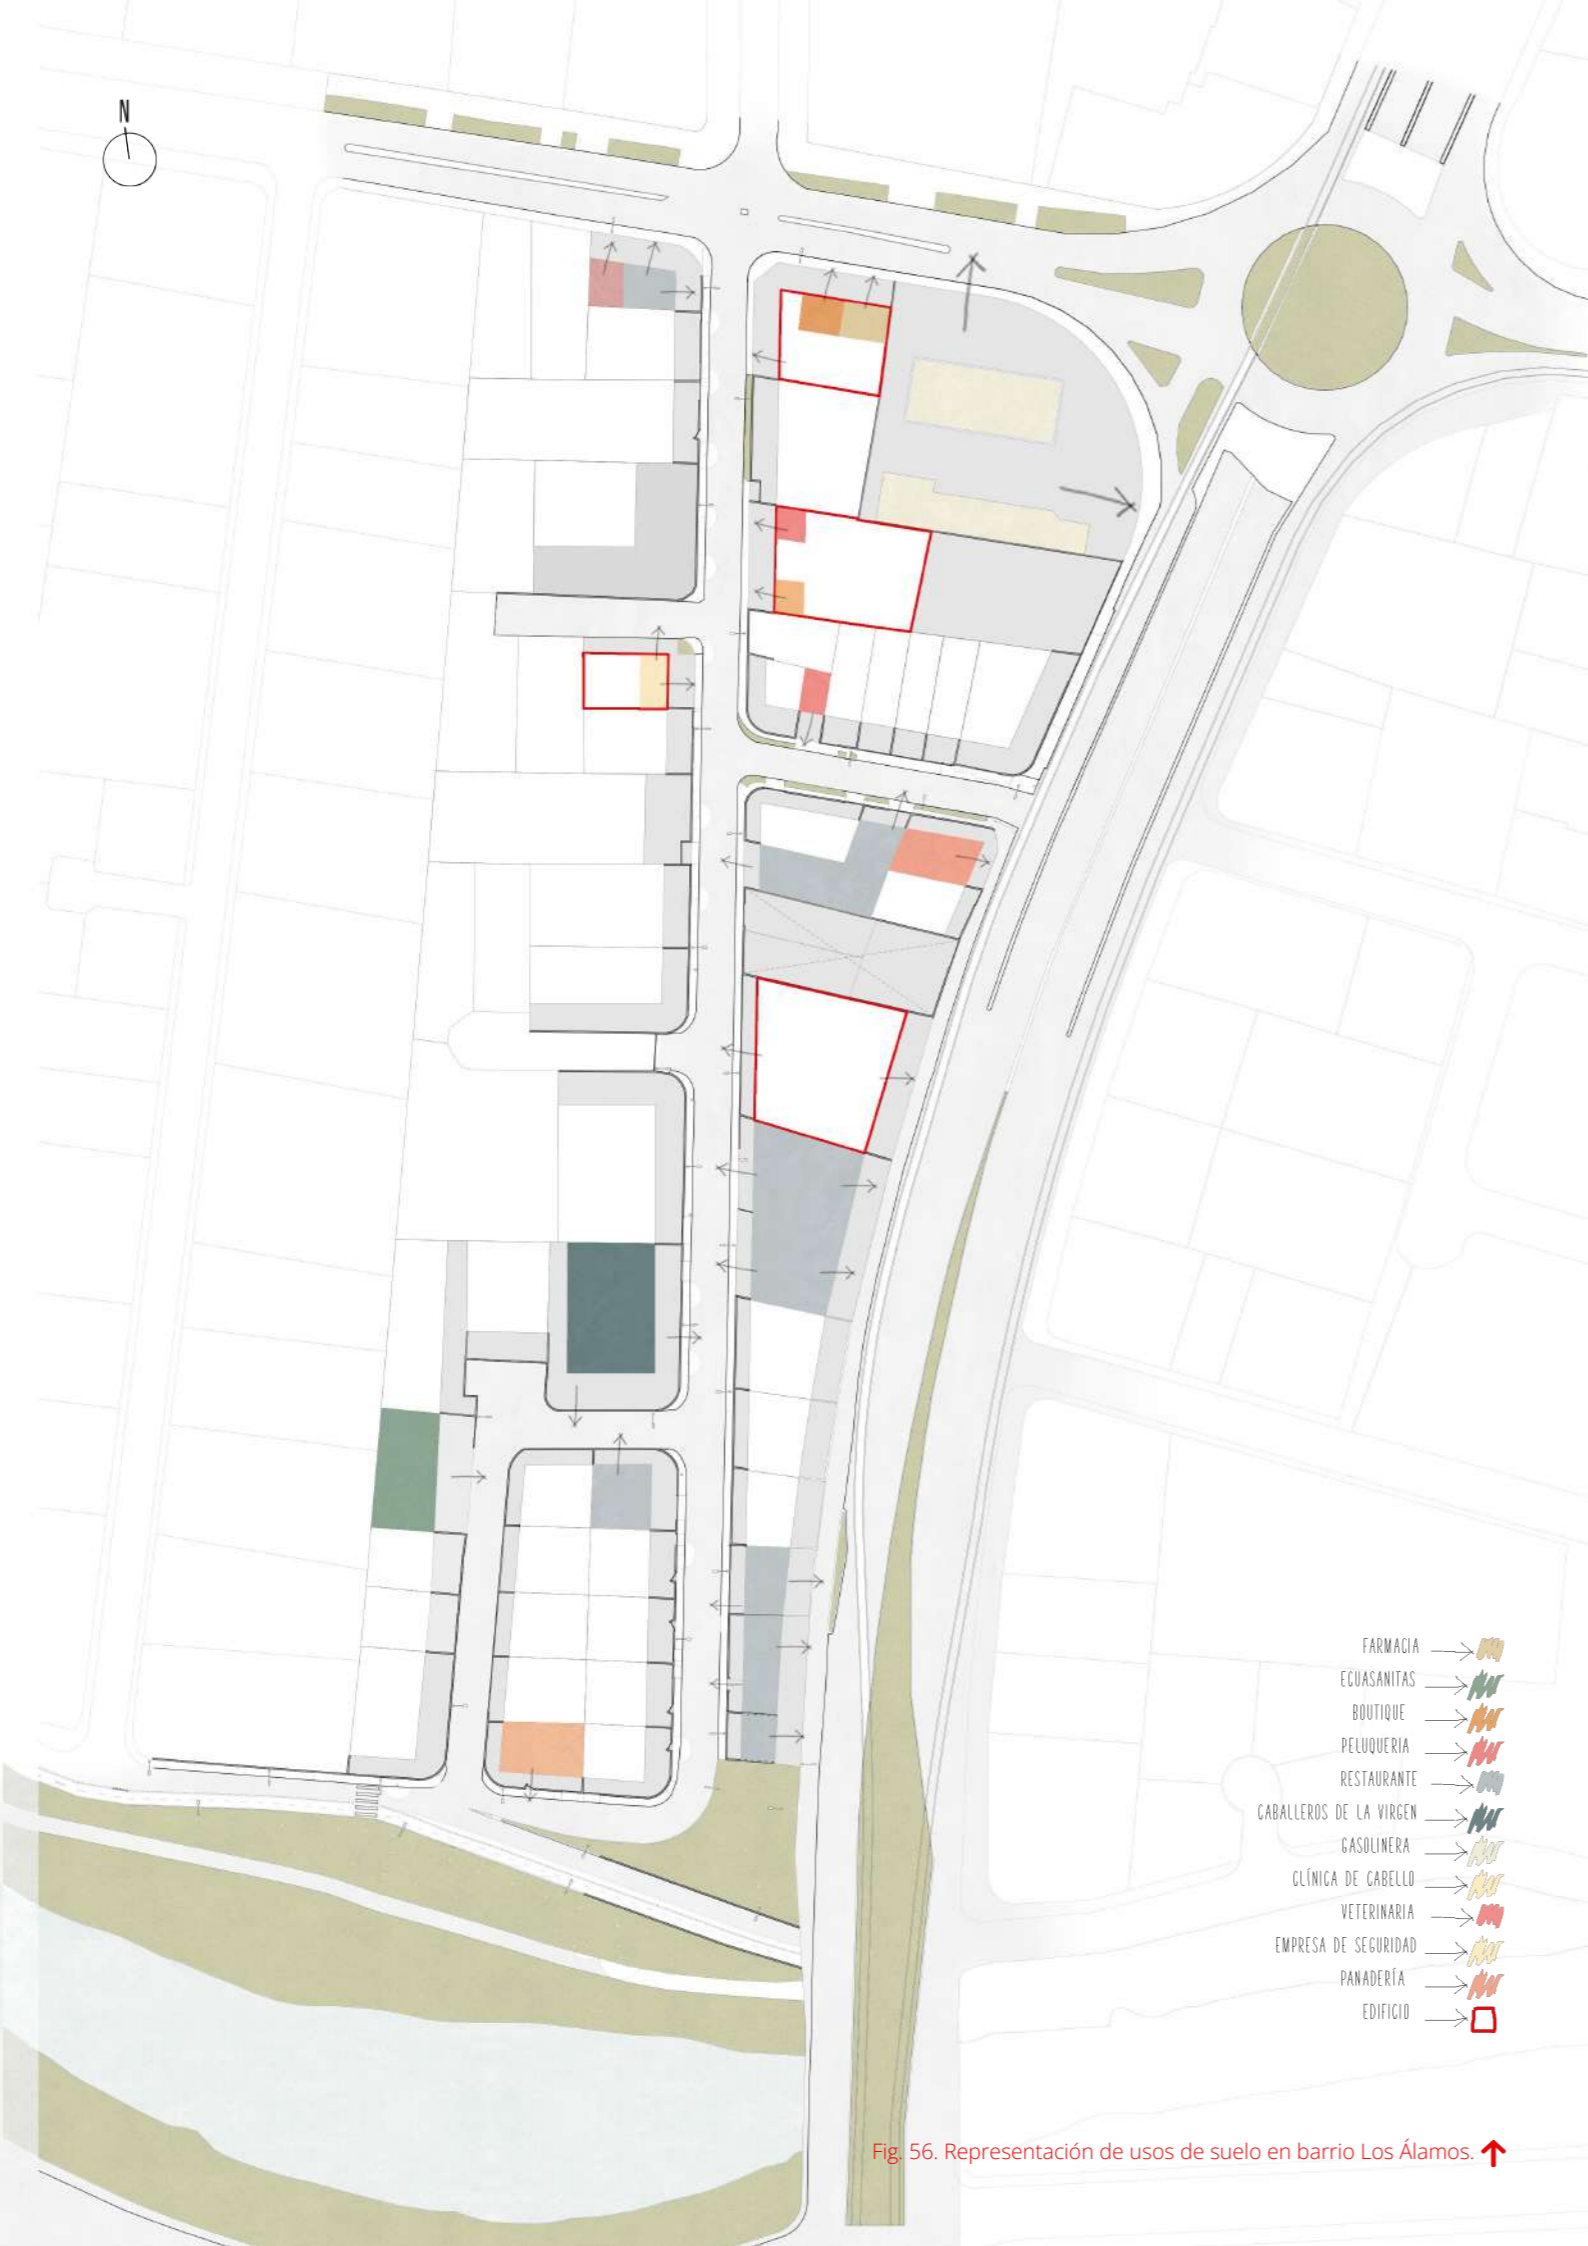 N
FARMACIA
ECUASANITAS
BOUTIQUE
PELUQUERIA
RESTAURANTE
CABALLEROS DE LA VIRGEN
GASOLINERA
CLÍNICA DE CABELLO
VETERINARIA
EMPRESA DE SEGURIDAD
PANADERÍA
EDIFICIO
Fig. 56. Representación de usos de suelo en barrio Los Álamos.